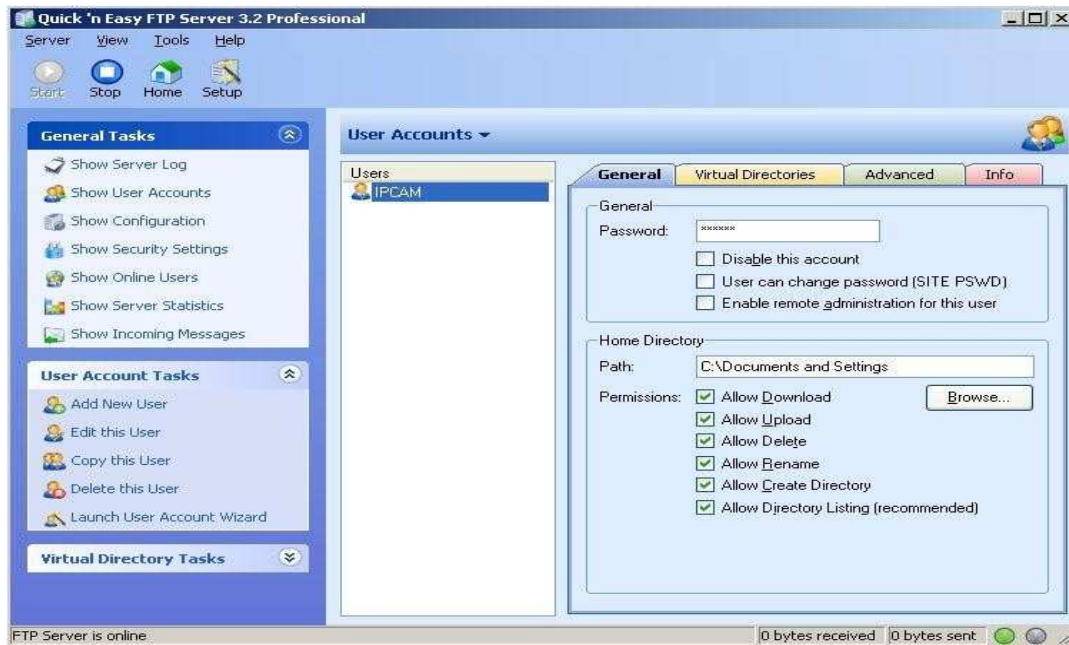 Quick 'n Easy FTP Server 3.2 Professional
Server View Tools Help
Start Stop Home Setup
General Tasks
Show Server Log
Show User Accounts
Show Configuration
Show Security Settings
Show Online Users
Show Server Statistics
Show Incoming Messages
User Account Tasks
Add New User
Edit this User
Copy this User
Delete this User
Launch User Account Wizard
Virtual Directory Tasks
User Accounts
Users
IPCAM
General Virtual Directories Advanced Info
General
Password: ******
Disable this account
User can change password (SITE PSWD)
Enable remote administration for this user
Home Directory
Path: C:\Documents and Settings
Permissions: Allow Download Browse...
Allow Upload
Allow Delete
Allow Rename
Allow Create Directory
Allow Directory Listing (recommended)
FTP Server is online 0 bytes received 0 bytes sent